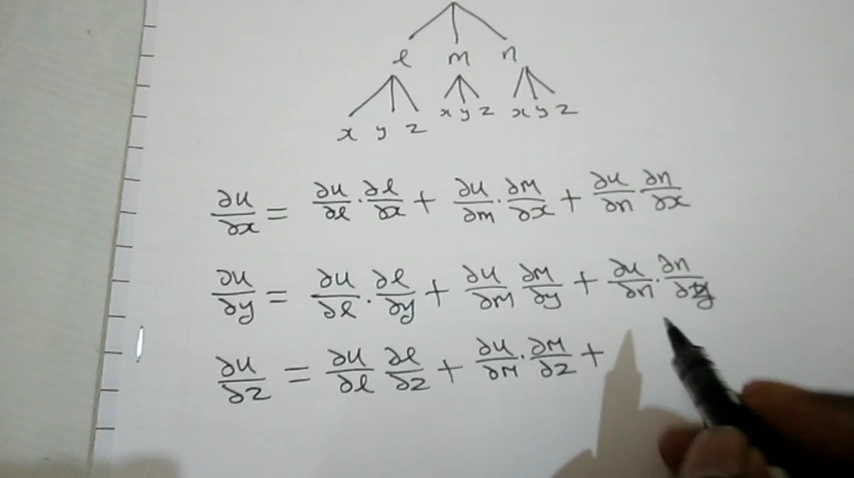 l m n
x y z x y z x y z
∂u/∂x = ∂u/∂l · ∂l/∂x + ∂u/∂m · ∂m/∂x + ∂u/∂n ∂n/∂x
∂u/∂y = ∂u/∂l · ∂l/∂y + ∂u/∂m ∂m/∂y + ∂u/∂n · ∂n/∂y
∂u/∂z = ∂u/∂l ∂l/∂z + ∂u/∂m · ∂m/∂z +